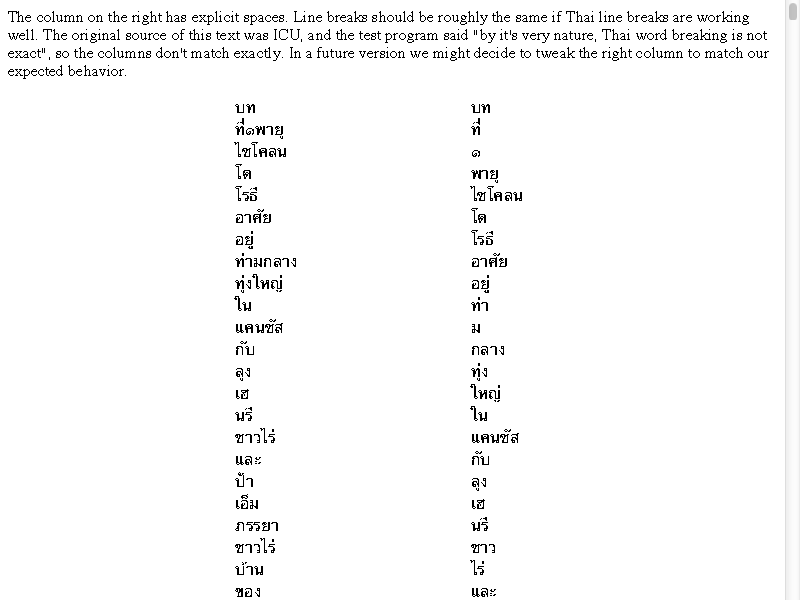 The column on the right has explicit spaces. Line breaks should be roughly the same if Thai line breaks are working
well. The original source of this text was ICU, and the test program said "by it's very nature, Thai word breaking is not
exact", so the columns don't match exactly. In a future version we might decide to tweak the right column to match our
expected behavior.
บท
ที่๑พายุ
ไซโคลน
โด
โรธี
อาศัย
อยู่
ท่ามกลาง
ทุ่งใหญ่
ใน
แคนซัส
กับ
ลุง
เฮ
นรี
ชาวไร่
และ
ป้า
เอ็ม
ภรรยา
ชาวไร่
บ้าน
ของ
บท
ที่
๑
พายุ
ไซโคลน
โด
โรธี
อาศัย
อยู่
ท่า
ม
กลาง
ทุ่ง
ใหญ่
ใน
แคนซัส
กับ
ลุง
เฮ
นรี
ชาว
ไร่
และ